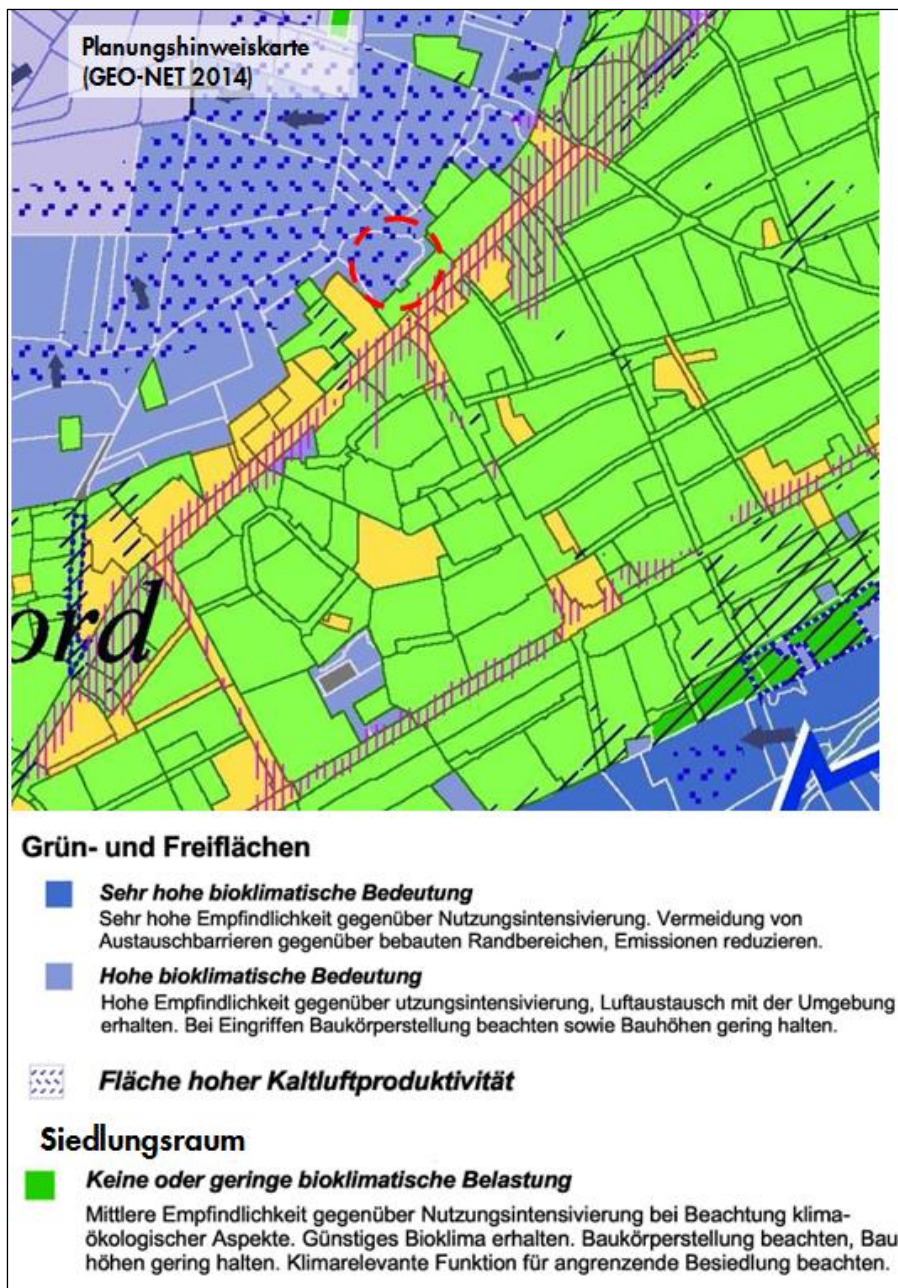 Planungshinweiskarte
(GEO-NET 2014)
ord
Grün- und Freiflächen
Sehr hohe bioklimatische Bedeutung
Sehr hohe Empfindlichkeit gegenüber Nutzungsintensivierung. Vermeidung von
Austauschbarrieren gegenüber bebauten Randbereichen, Emissionen reduzieren.
Hohe bioklimatische Bedeutung
Hohe Empfindlichkeit gegenüber utzungsintensivierung, Luftaustausch mit der Umgebung
erhalten. Bei Eingriffen Baukörperstellung beachten sowie Bauhöhen gering halten.
Fläche hoher Kaltluftproduktivität
Siedlungsraum
Keine oder geringe bioklimatische Belastung
Mittlere Empfindlichkeit gegenüber Nutzungsintensivierung bei Beachtung klima-
ökologischer Aspekte. Günstiges Bioklima erhalten. Baukörperstellung beachten, Bau
höhen gering halten. Klimarelevante Funktion für angrenzende Besiedlung beachten.